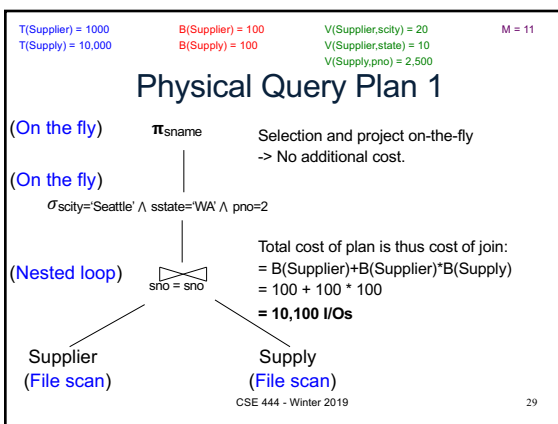 T(Supplier) = 1000 B(Supplier) = 100 V(Supplier,scity) = 20 M = 11
T(Supply) = 10,000 B(Supply) = 100 V(Supplier,state) = 10
V(Supply,pno) = 2,500
Physical Query Plan 1
(On the fly) πsname Selection and project on-the-fly
-> No additional cost.
(On the fly)
σscity='Seattle' ∧ sstate='WA' ∧ pno=2
Total cost of plan is thus cost of join:
(Nested loop) = B(Supplier)+B(Supplier)*B(Supply)
sno = sno = 100 + 100 * 100
= 10,100 I/Os
Supplier Supply
(File scan) (File scan)
CSE 444 - Winter 2019 29